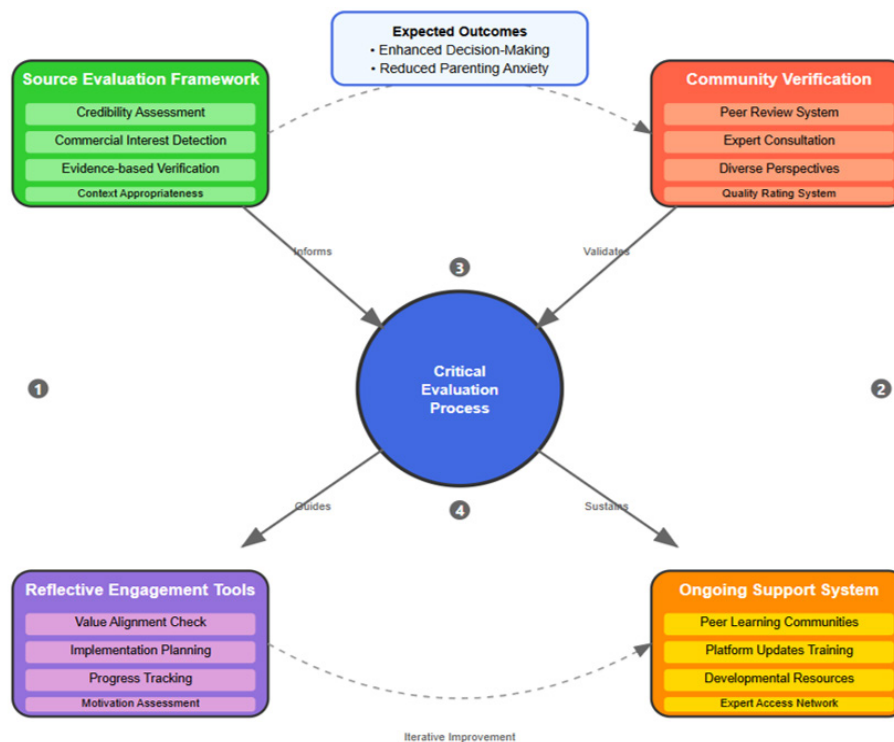 Expected Outcomes
• Enhanced Decision-Making
• Reduced Parenting Anxiety
Source Evaluation Framework
Credibility Assessment
Commercial Interest Detection
Evidence-based Verification
Context Appropriateness
Community Verification
Peer Review System
Expert Consultation
Diverse Perspectives
Quality Rating System
Informs
Validates
3
1
Critical
Evaluation
Process
2
4
Guides
Sustains
Reflective Engagement Tools
Value Alignment Check
Implementation Planning
Progress Tracking
Motivation Assessment
Ongoing Support System
Peer Learning Communities
Platform Updates Training
Developmental Resources
Expert Access Network
Iterative Improvement